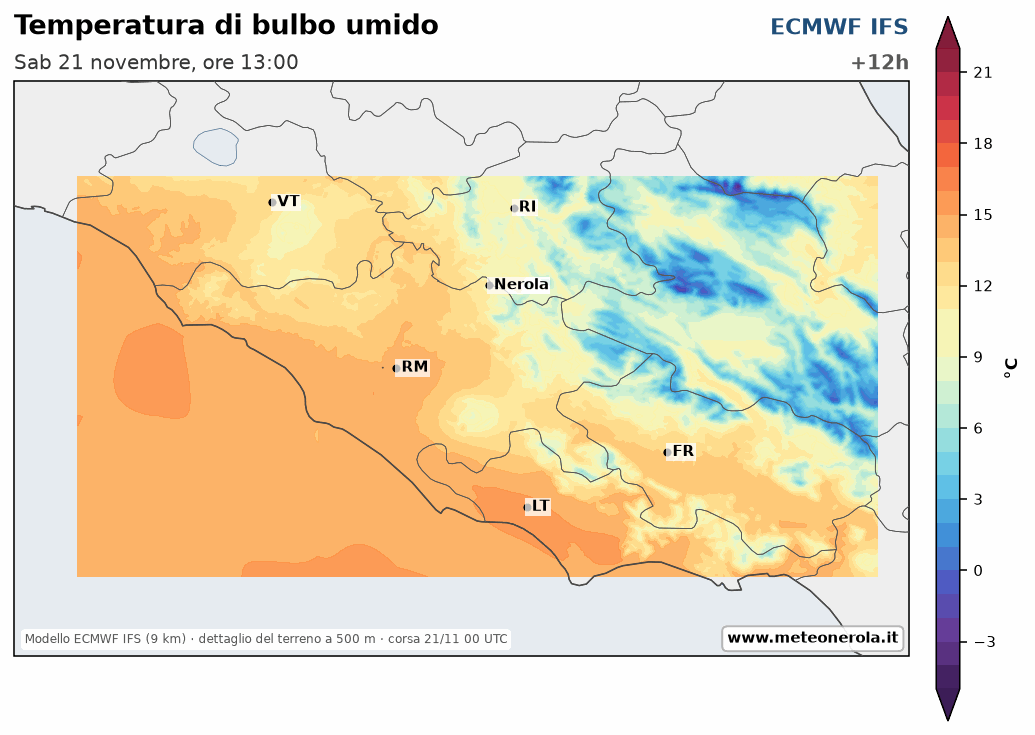 Temperatura di bulbo umido
ECMWF IFS
Sab 21 novembre, ore 13:00
+12h
VT
RI
Nerola
RM
FR
LT
21
18
15
12
9
6
3
0
−3
°C
Modello ECMWF IFS (9 km) · dettaglio del terreno a 500 m · corsa 21/11 00 UTC
www.meteonerola.it